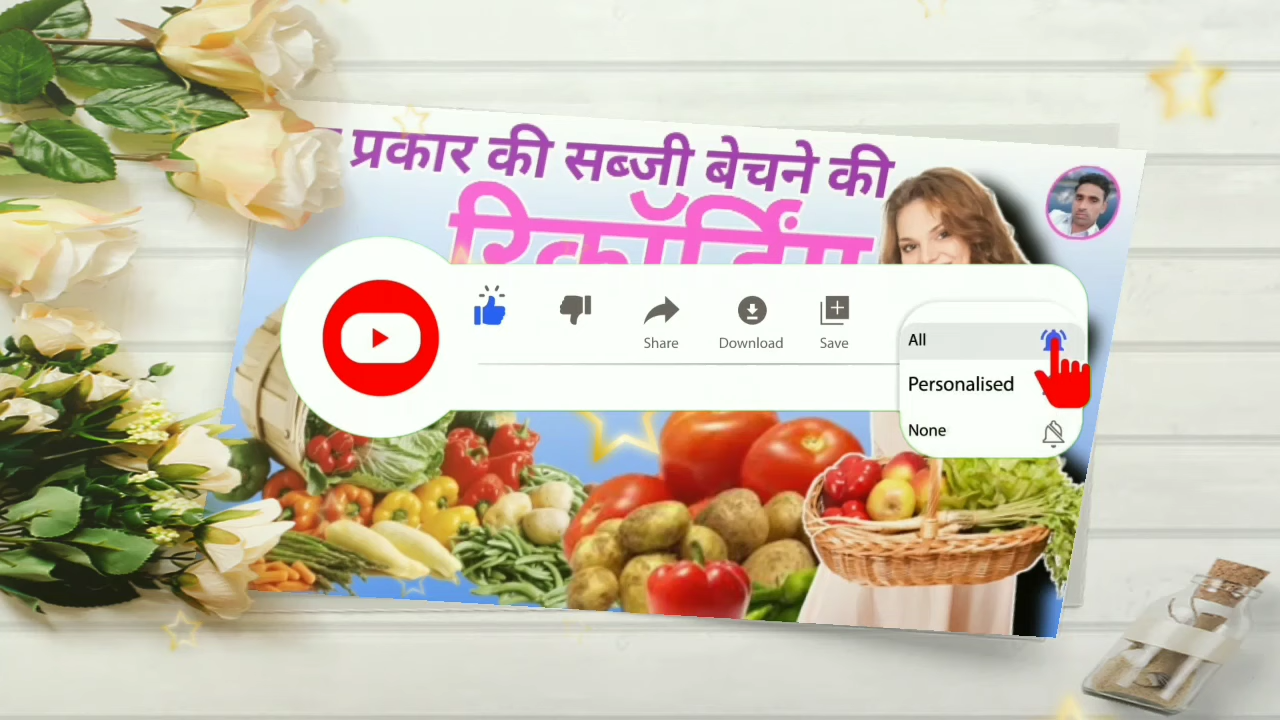 प्रकार की सब्जी बेचने की
रिकॉर्डिंग
Share
Download
Save
All
Personalised
None